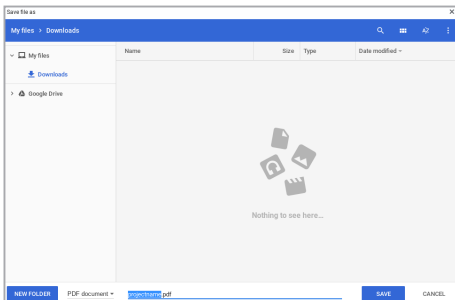 Save file as
My files > Downloads
Name Size Type Date modified
My files
Downloads
Google Drive
Nothing to see here...
NEW FOLDER PDF document projectname.pdf SAVE CANCEL